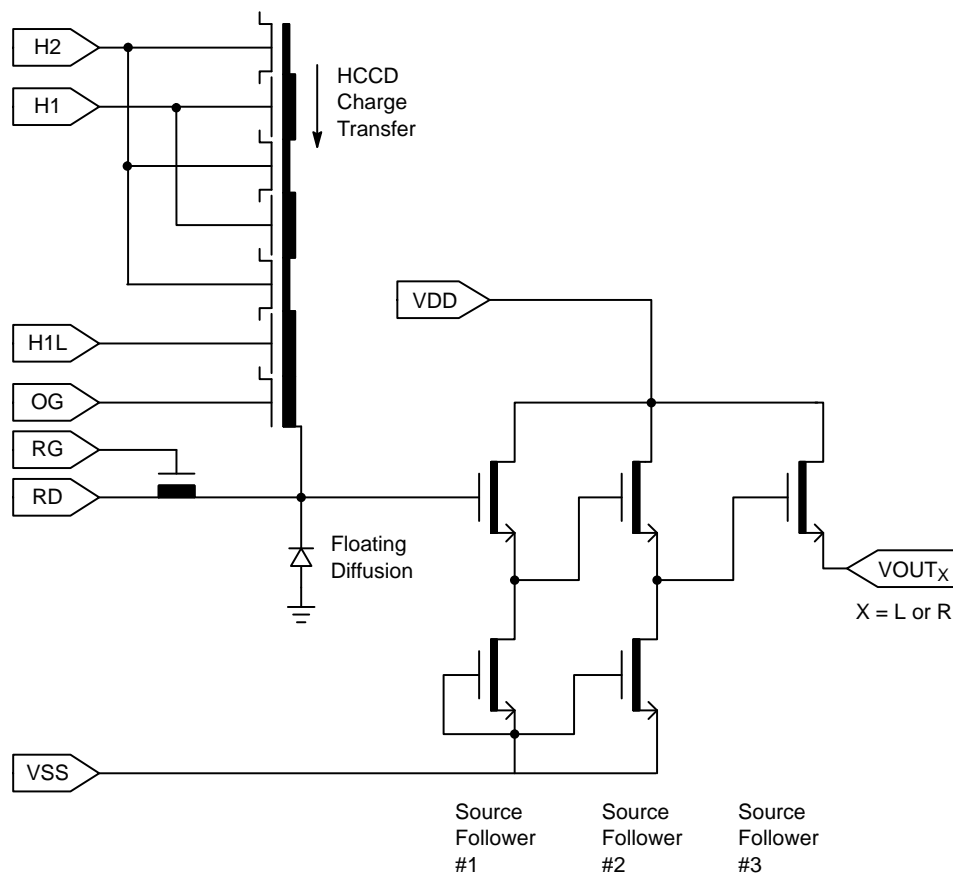 H2
H1
HCCD
Charge
Transfer
VDD
H1L
OG
RG
RD
Floating
Diffusion
VOUTX
X = L or R
VSS
Source
Follower
#1
Source
Follower
#2
Source
Follower
#3